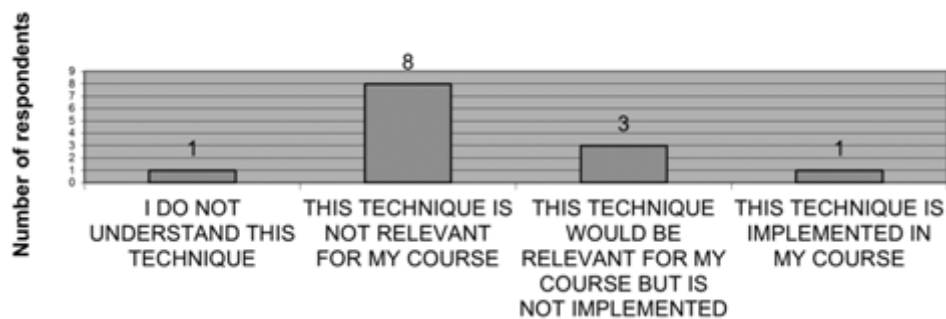 Number of respondents
9
8
7
6
5
4
3
2
1
0
1
8
3
1
I DO NOT
UNDERSTAND THIS
TECHNIQUE
THIS TECHNIQUE IS
NOT RELEVANT
FOR MY COURSE
THIS TECHNIQUE
WOULD BE
RELEVANT FOR MY
COURSE BUT IS
NOT IMPLEMENTED
THIS TECHNIQUE IS
IMPLEMENTED IN
MY COURSE